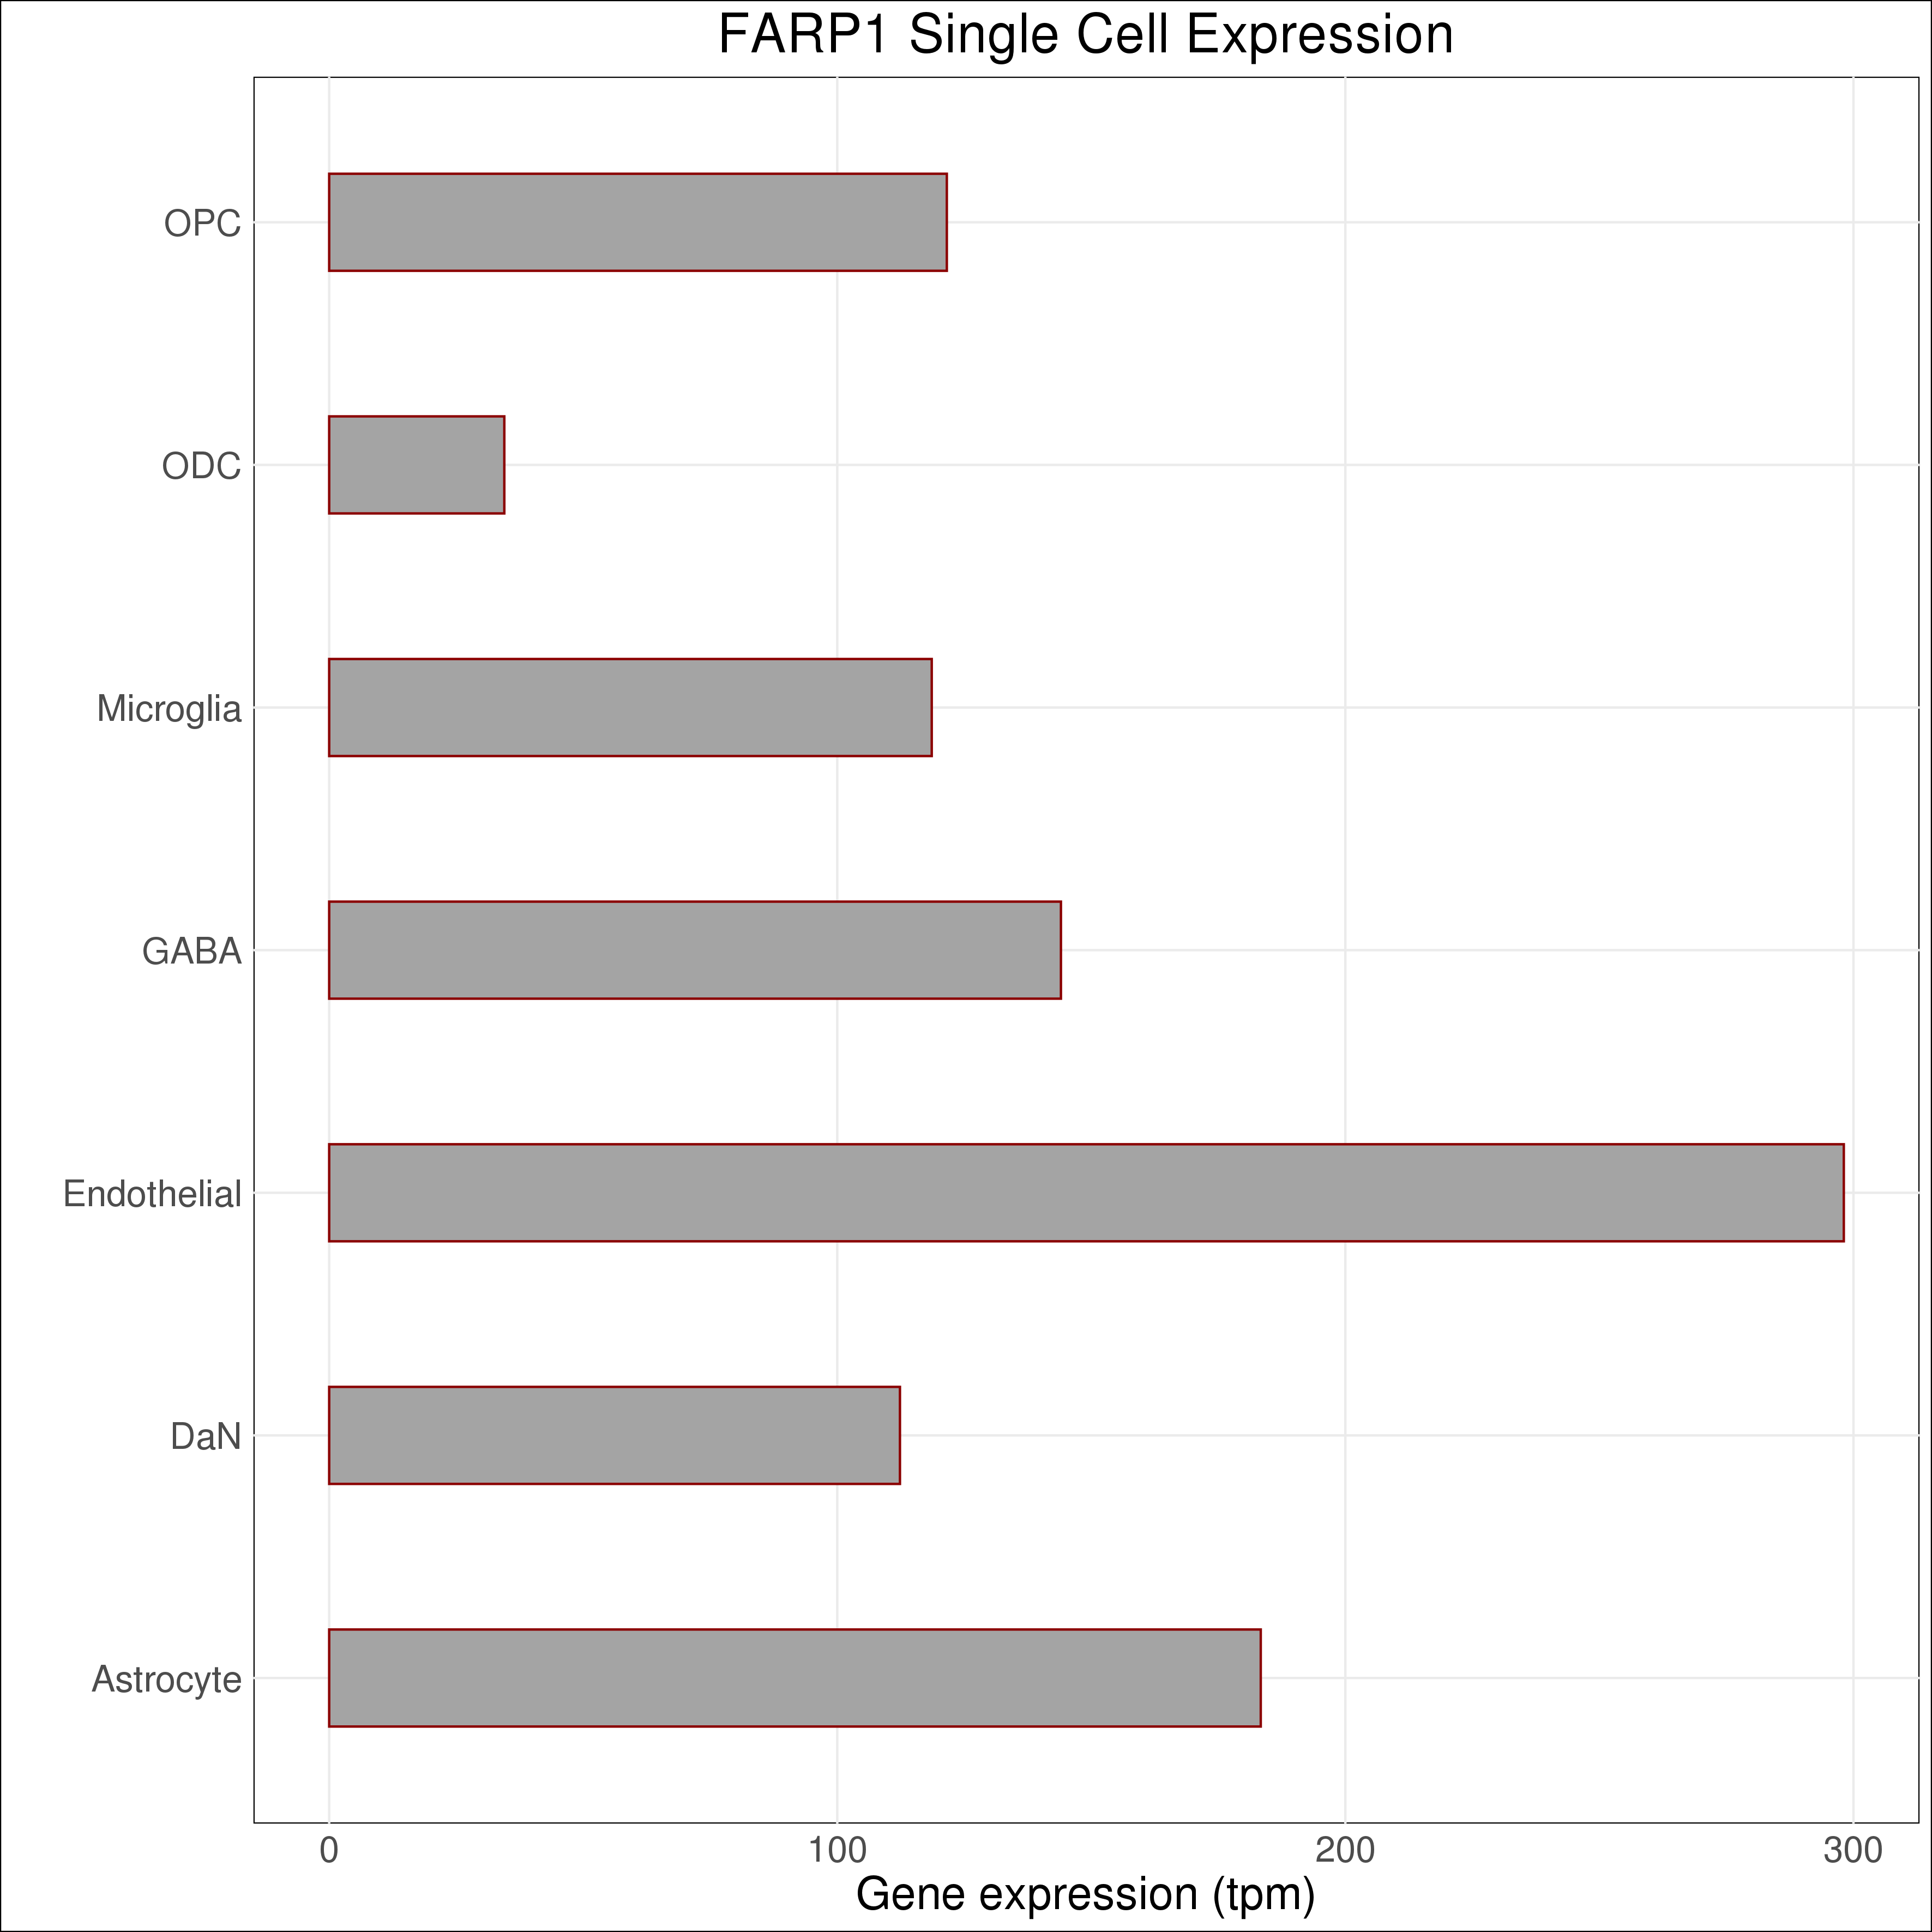 FARP1 Single Cell Expression
OPC
ODC
Microglia
GABA
Endothelial
DaN
Astrocyte
0 100 200 300
Gene expression (tpm)